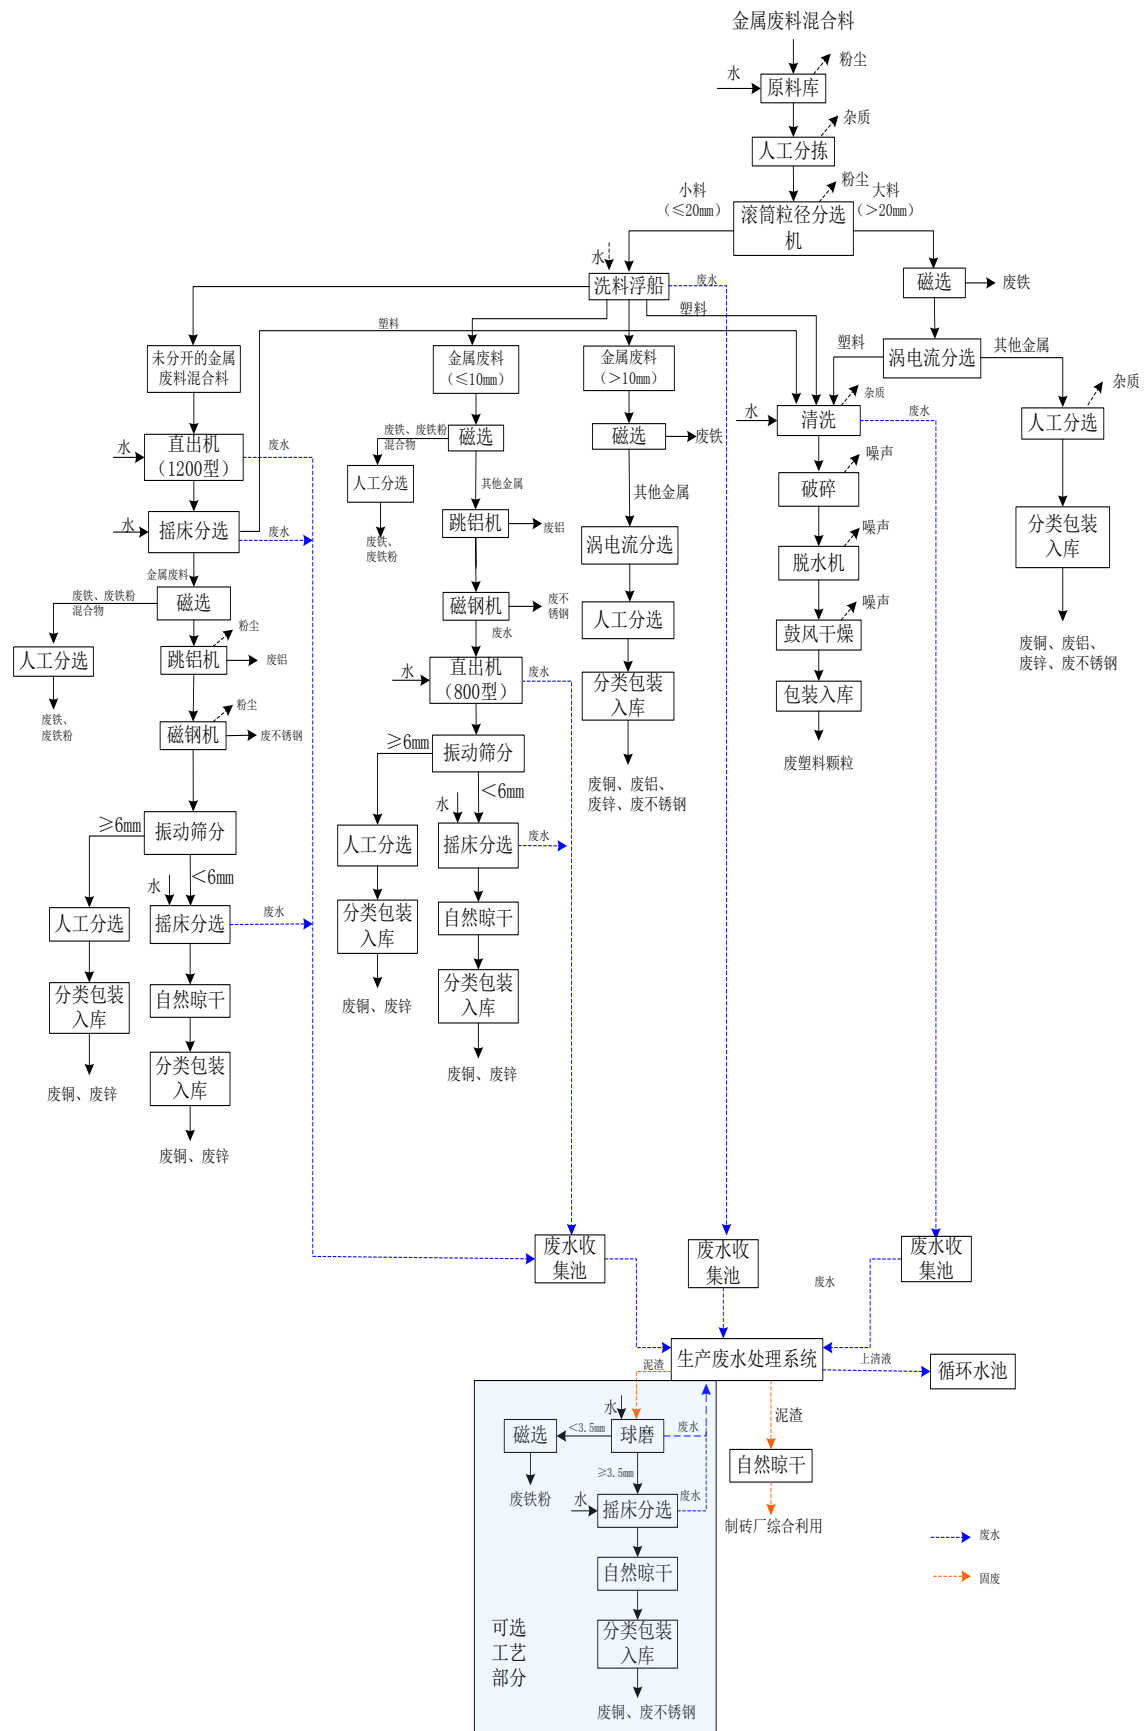 金属废料混合料
粉尘
水
原料库
杂质
人工分拣
小料
(≤20mm)
粉尘
大料
(＞20mm)
滚筒粒径分选
机
水
洗料浮船
废水
磁选
废铁
塑料
塑料
未分开的金属
废料混合料
金属废料
(≤10mm)
金属废料
(＞10mm)
塑料
涡电流分选
其他金属
杂质
杂质
水
清洗
废水
人工分选
水
直出机
(1200型)
废水
废铁、废铁粉
混合物
磁选
磁选
废铁
人工分选
其他金属
其他金属
噪声
破碎
水
摇床分选
废水
跳铝机
废铝
分类包装
入库
废铁、
废铁粉
涡电流分选
噪声
脱水机
金属废料
废铁、废铁粉
混合物
磁选
磁钢机
废不
锈钢
人工分选
噪声
鼓风干燥
废铜、废铝、
废锌、废不锈钢
粉尘
人工分选
跳铝机
废铝
废水
水
直出机
(800型)
废水
分类包装
入库
包装入库
废铁、
废铁粉
粉尘
磁钢机
废不锈钢
≥6mm
振动筛分
废塑料颗粒
废铜、废铝、
废锌、废不锈钢
＜6mm
水
≥6mm
振动筛分
人工分选
摇床分选
废水
＜6mm
水
人工分选
摇床分选
废水
分类包装
入库
自然晾干
分类包装
入库
自然晾干
废铜、废锌
分类包装
入库
分类包装
入库
废铜、废锌
废铜、废锌
废铜、废锌
废水收
集池
废水收
集池
废水收
集池
废水
生产废水处理系统
上清液
循环水池
泥渣
泥渣
水
磁选
＜3.5mm
球磨
废水
≥3.5mm
废铁粉
自然晾干
水
摇床分选
废水
制砖厂综合利用
废水
自然晾干
固废
可选
工艺
部分
分类包装
入库
废铜、废不锈钢